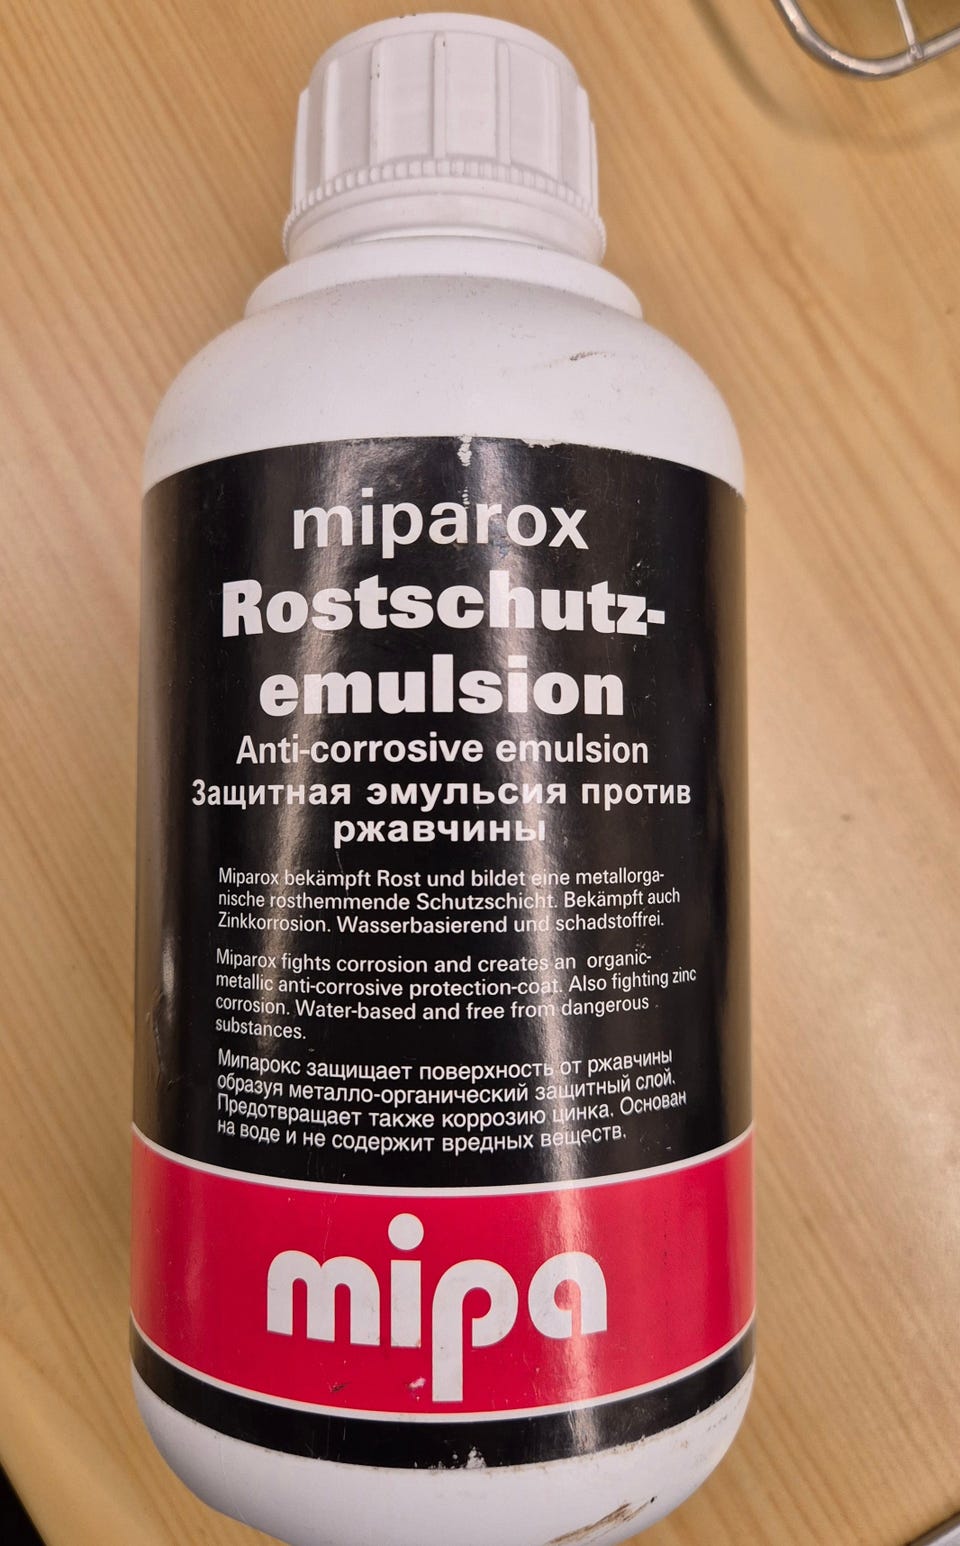 miparox
Rostschutz-
emulsion
Anti-corrosive emulsion
Защитная эмульсия против
ржавчины
Miparox bekämpft Rost und bildet eine metallorga-
nische rosthemmende Schutzschicht. Bekämpft auch
Zinkkorrosion. Wasserbasierend und schadstoffrei.
Miparox fights corrosion and creates an organic-
metallic anti-corrosive protection-coat. Also fighting zinc
corrosion. Water-based and free from dangerous
substances.
Мипарокс защищает поверхность от ржавчины
образуя металло-органический защитный слой.
Предотвращает также коррозию цинка. Основан
на воде и не содержит вредных веществ.
mipa